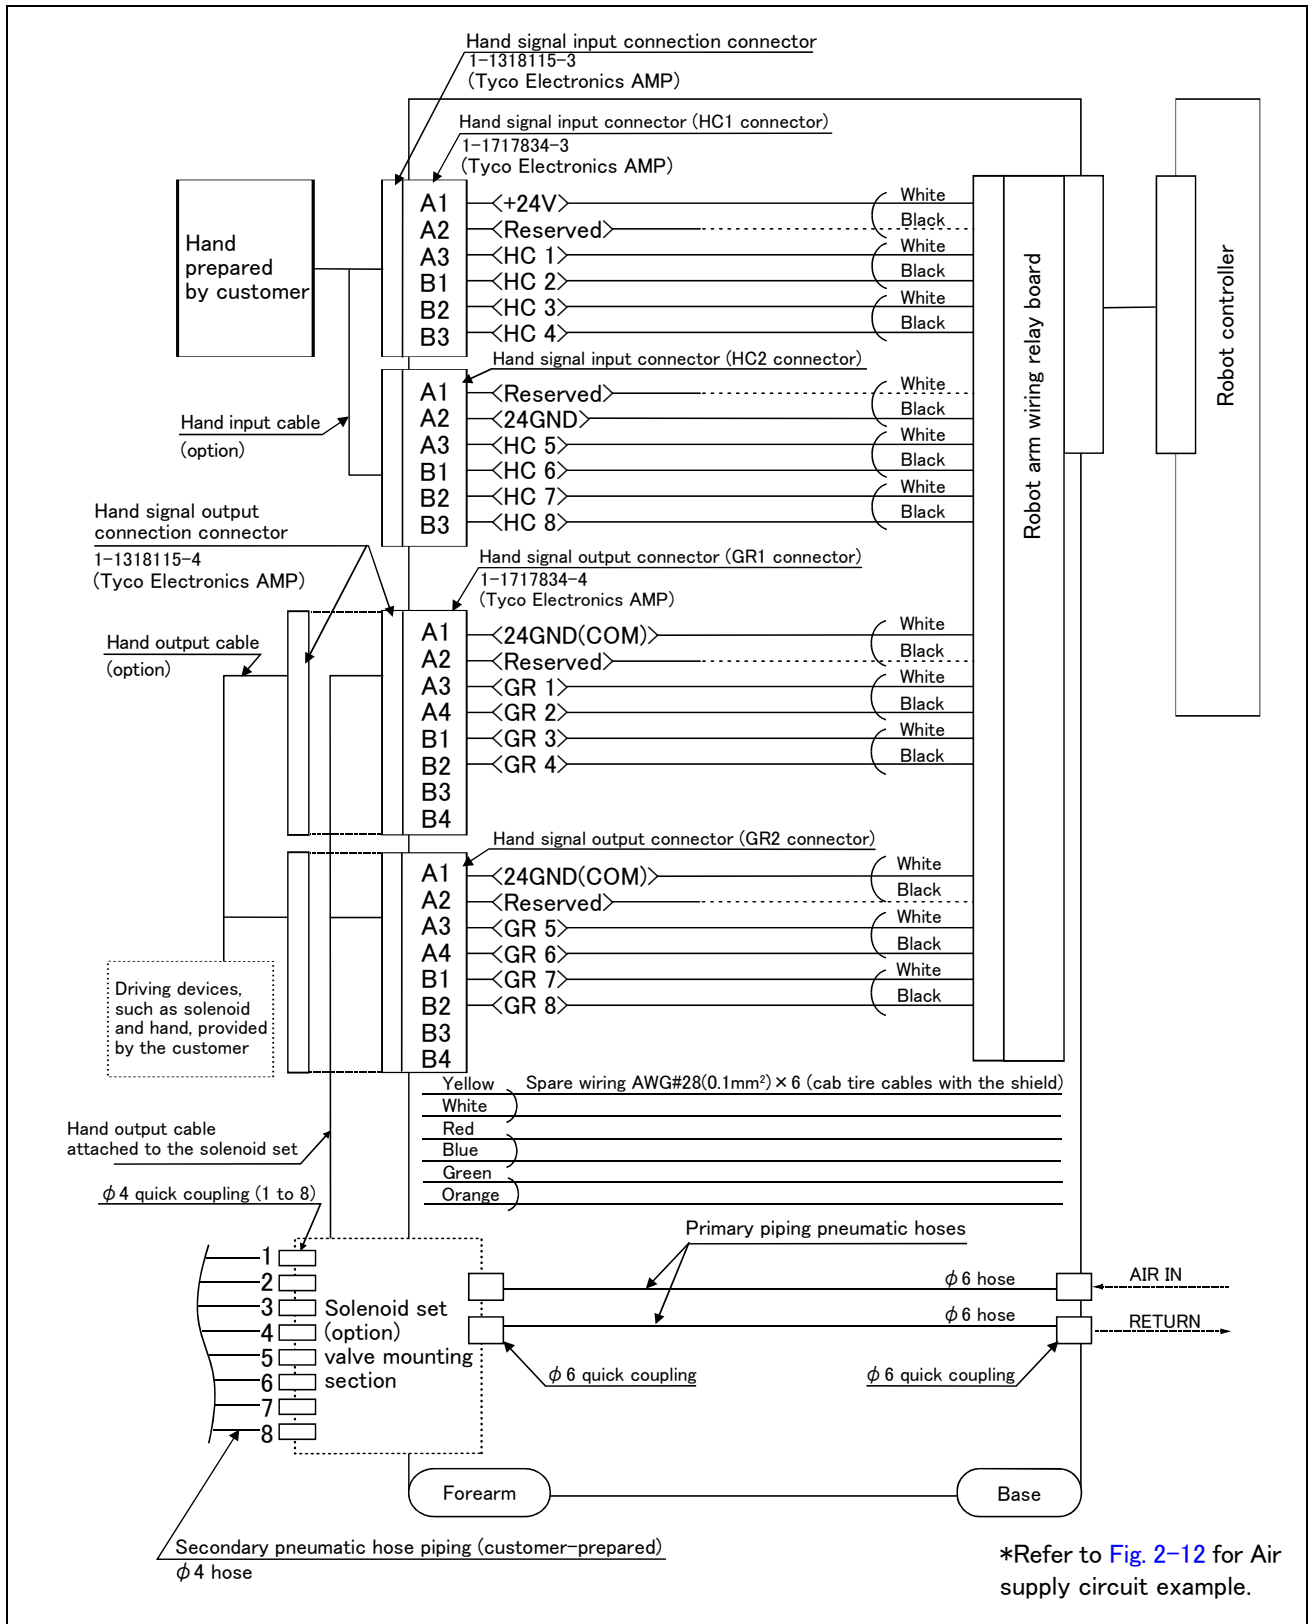 Hand signal input connection connector
1-1318115-3
(Tyco Electronics AMP)
Hand signal input connector (HC1 connector)
1-1717834-3
(Tyco Electronics AMP)
Hand
prepared
by customer
A1 <+24V> White
A2 <Reserved> Black
A3 <HC 1> White
B1 <HC 2> Black
B2 <HC 3> White
B3 <HC 4> Black
Robot arm wiring relay board
Robot controller
Hand signal input connector (HC2 connector)
A1 <Reserved> White
A2 <24GND> Black
A3 <HC 5> White
B1 <HC 6> Black
B2 <HC 7> White
B3 <HC 8> Black
Hand input cable
(option)
Hand signal output
connection connector
1-1318115-4
(Tyco Electronics AMP)
Hand signal output connector (GR1 connector)
1-1717834-4
(Tyco Electronics AMP)
Hand output cable
(option)
A1 <24GND(COM)> White
A2 <Reserved> Black
A3 <GR 1> White
A4 <GR 2> Black
B1 <GR 3> White
B2 <GR 4> Black
B3
B4
Hand signal output connector (GR2 connector)
A1 <24GND(COM)> White
A2 <Reserved> Black
A3 <GR 5> White
A4 <GR 6> Black
B1 <GR 7> White
B2 <GR 8> Black
B3
B4
Driving devices,
such as solenoid
and hand, provided
by the customer
Yellow Spare wiring AWG#28(0.1mm²)×6 (cab tire cables with the shield)
White
Red
Blue
Green
Orange
Hand output cable
attached to the solenoid set
φ4 quick coupling (1 to 8)
Primary piping pneumatic hoses
1
2
3
4
5
6
7
8
Solenoid set
(option)
valve mounting
section
φ6 hose
AIR IN
φ6 hose
RETURN
φ6 quick coupling
φ6 quick coupling
Forearm
Base
Secondary pneumatic hose piping (customer-prepared)
φ4 hose
*Refer to Fig. 2-12 for Air
supply circuit example.